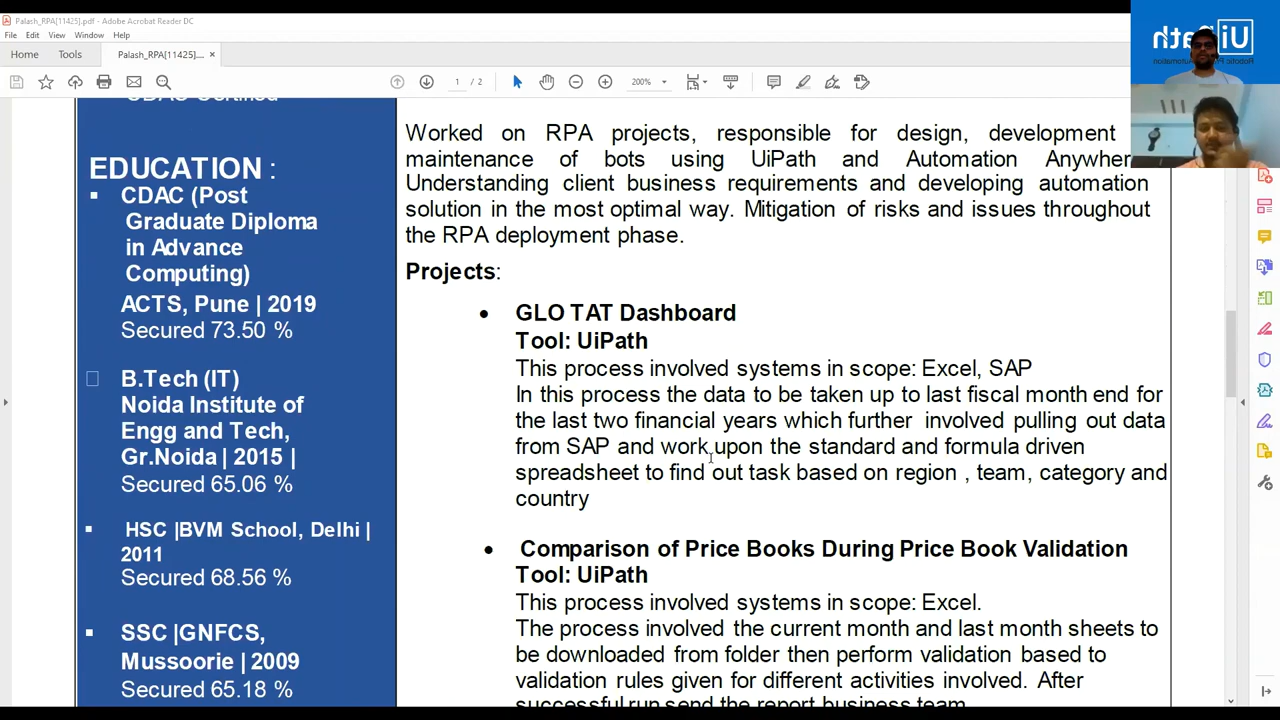 Palash_RPA[11425].pdf - Adobe Acrobat Reader DC
File Edit View Window Help
Home Tools Palash_RPA[11425].... ×
1 / 2 200%
EDUCATION :
CDAC (Post
Graduate Diploma
in Advance
Computing)
ACTS, Pune | 2019
Secured 73.50 %
B.Tech (IT)
Noida Institute of
Engg and Tech,
Gr.Noida | 2015 |
Secured 65.06 %
HSC |BVM School, Delhi |
2011
Secured 68.56 %
SSC |GNFCS,
Mussoorie | 2009
Secured 65.18 %
Worked on RPA projects, responsible for design, development
maintenance of bots using UiPath and Automation Anywher
Understanding client business requirements and developing automation
solution in the most optimal way. Mitigation of risks and issues throughout
the RPA deployment phase.
Projects:
• GLO TAT Dashboard
Tool: UiPath
This process involved systems in scope: Excel, SAP
In this process the data to be taken up to last fiscal month end for
the last two financial years which further involved pulling out data
from SAP and work upon the standard and formula driven
spreadsheet to find out task based on region , team, category and
country
• Comparison of Price Books During Price Book Validation
Tool: UiPath
This process involved systems in scope: Excel.
The process involved the current month and last month sheets to
be downloaded from folder then perform validation based to
validation rules given for different activities involved. After
successful run send the report business team